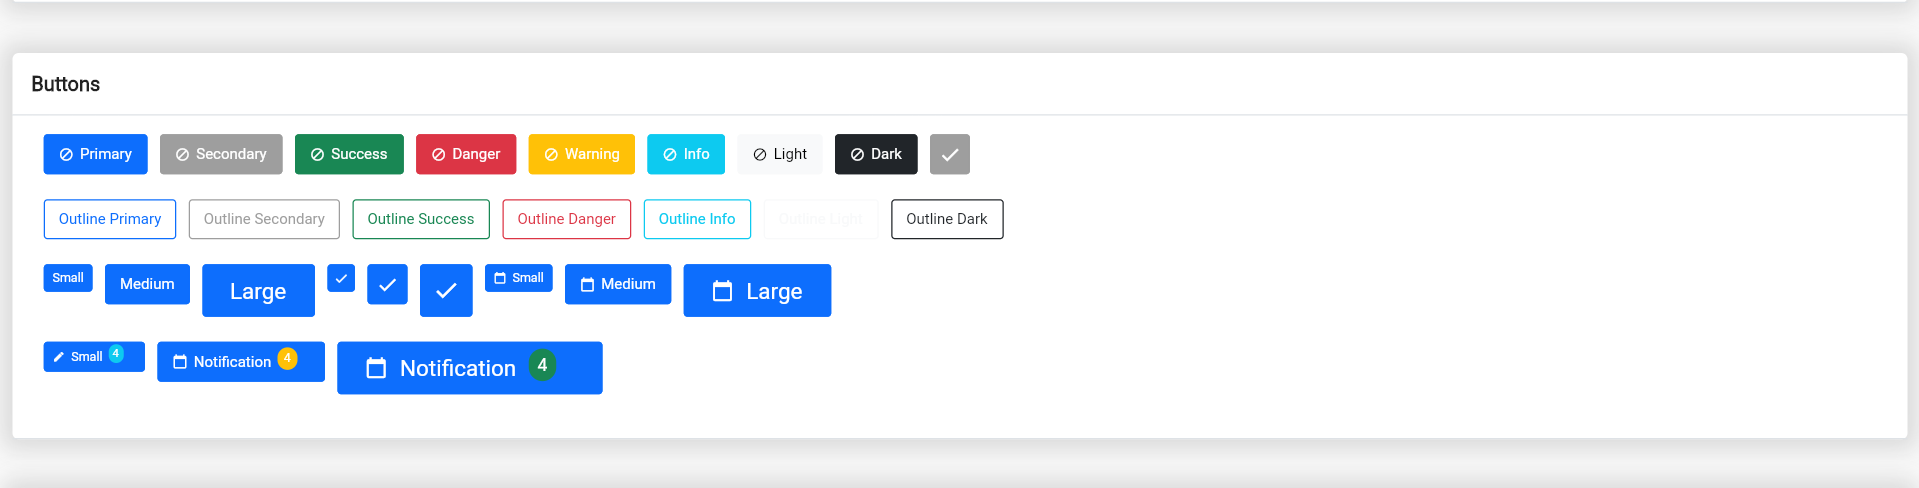 Buttons
Primary Secondary Success Danger Warning Info Light Dark
Outline Primary Outline Secondary Outline Success Outline Danger Outline Info Outline Light Outline Dark
Small Medium Large Small Medium Large
Small 4 Notification 4 Notification 4